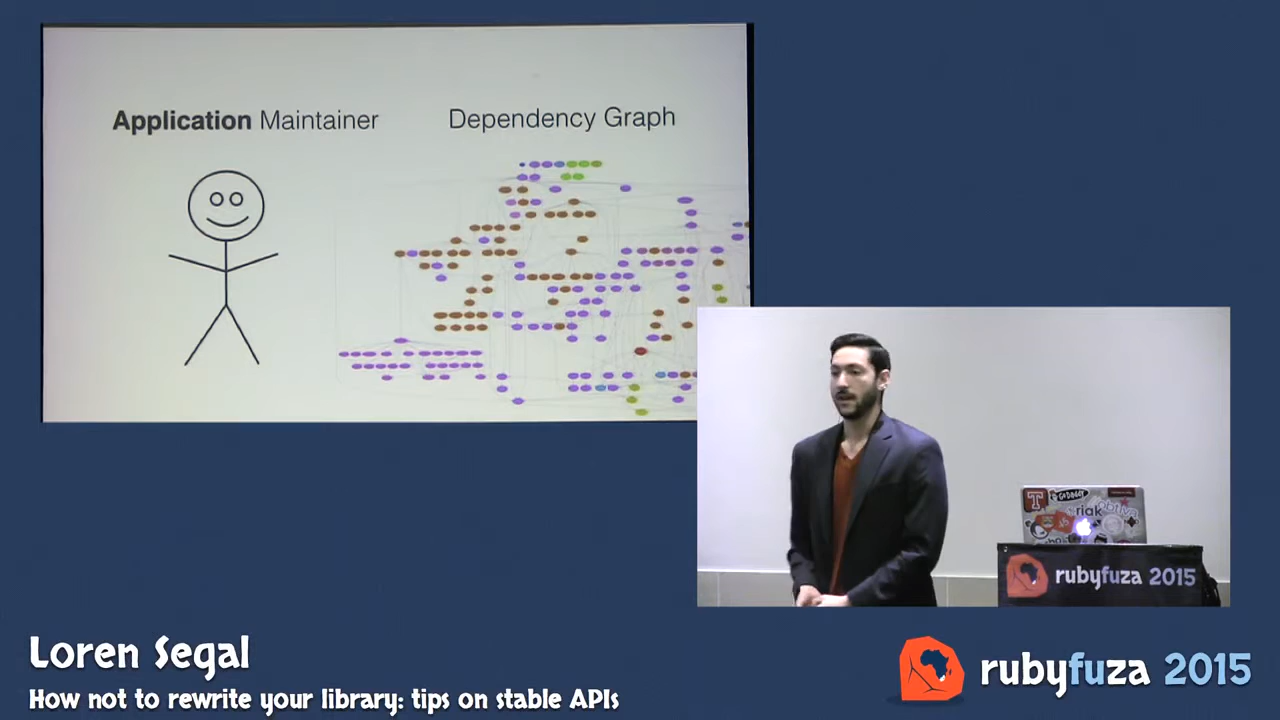 Application Maintainer
Dependency Graph
T
GoDaddy
riak
rubyfuza 2015
Loren Segal
How not to rewrite your library: tips on stable APIs
rubyfuza 2015